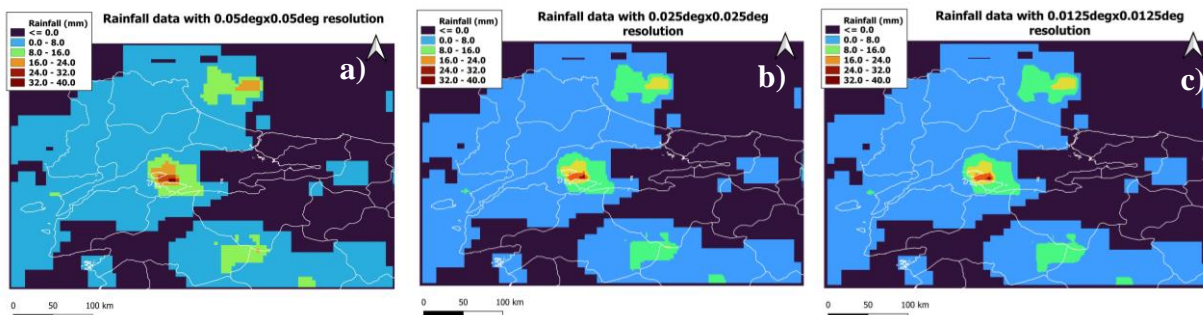 Rainfall data with 0.05degx0.05deg resolution
Rainfall (mm)
<= 0.0
0.0 - 8.0
8.0 - 16.0
16.0 - 24.0
24.0 - 32.0
32.0 - 40.0
a)
0 50 100 km
Rainfall data with 0.025degx0.025deg
resolution
Rainfall (mm)
<= 0.0
0.0 - 8.0
8.0 - 16.0
16.0 - 24.0
24.0 - 32.0
32.0 - 40.0
b)
0 50 100 km
Rainfall data with 0.0125degx0.0125deg
resolution
Rainfall (mm)
<= 0.0
0.0 - 8.0
8.0 - 16.0
16.0 - 24.0
24.0 - 32.0
32.0 - 40.0
c)
0 50 100 km